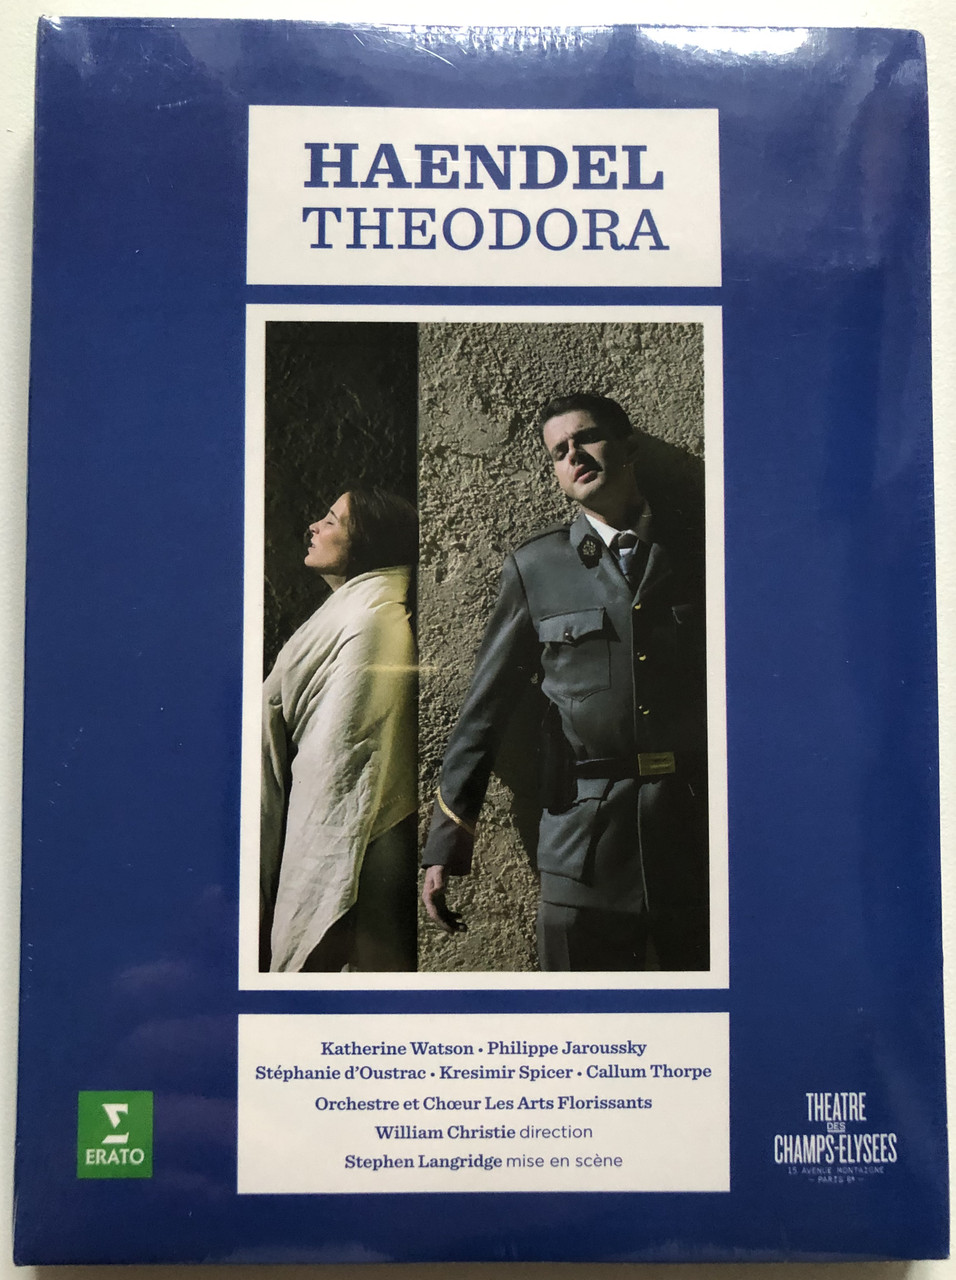 HAENDEL
THEODORA
Katherine Watson • Philippe Jaroussky
Stéphanie d'Oustrac • Kresimir Spicer • Callum Thorpe
Orchestre et Chœur Les Arts Florissants
William Christie direction
Stephen Langridge mise en scène
ERATO
THEATRE
DES
CHAMPS-ELYSEES
15 AVENUE MONTAIGNE
— PARIS 8e —